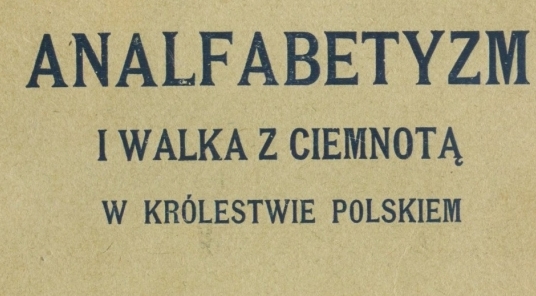 ANALFABETYZM
I WALKA Z CIEMNOTĄ
W KRÓLESTWIE POLSKIEM